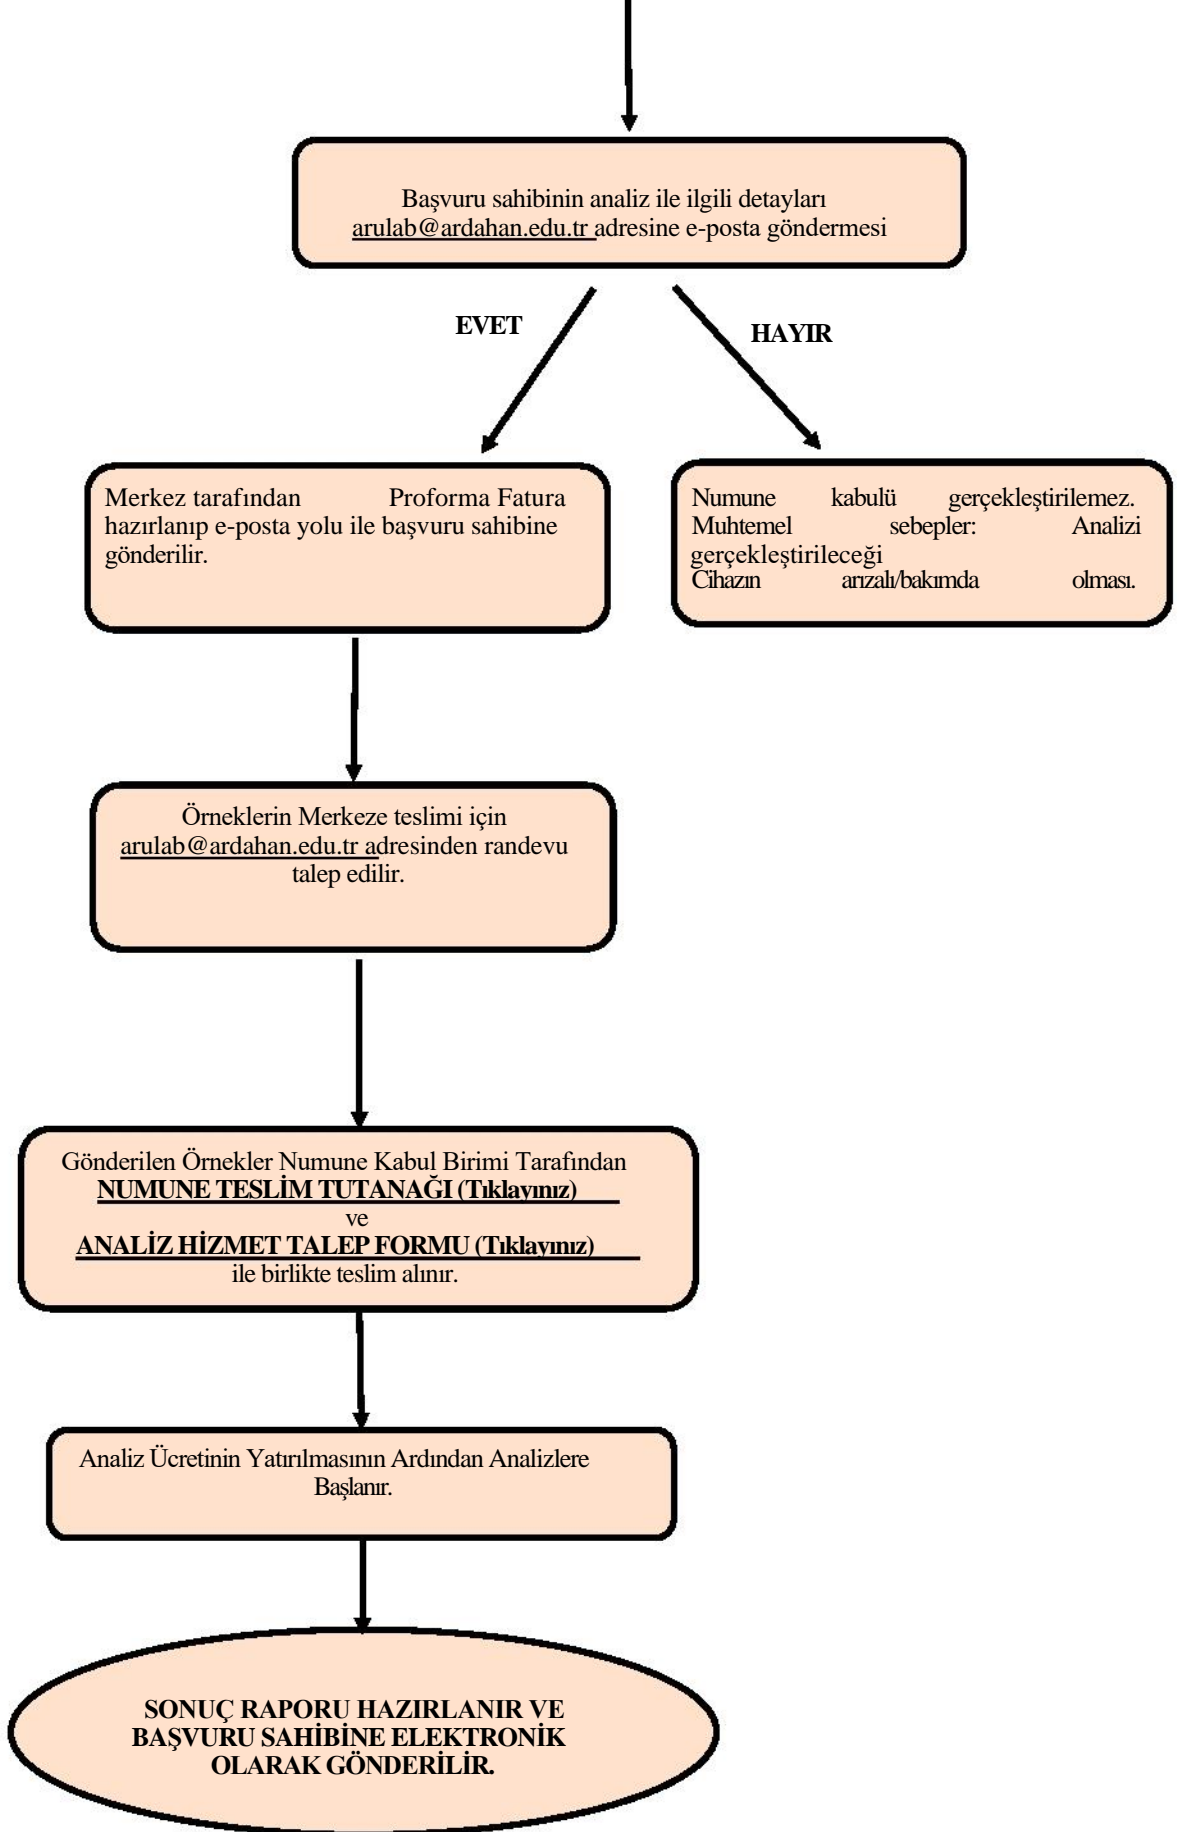 Başvuru sahibinin analiz ile ilgili detayları
arulab@ardahan.edu.tr adresine e-posta göndermesi
EVET
HAYIR
Merkez tarafından Proforma Fatura
hazırlanıp e-posta yolu ile başvuru sahibine
gönderilir.
Numune kabulü gerçekleştirilemez.
Muhtemel sebepler: Analizi
gerçekleştirileceği
Cihazın arızalı/bakımda olması.
Örneklerin Merkeze teslimi için
arulab@ardahan.edu.tr adresinden randevu
talep edilir.
Gönderilen Örnekler Numune Kabul Birimi Tarafından
NUMUNE TESLİM TUTANAĞI (Tıklayınız)
ve
ANALİZ HİZMET TALEP FORMU (Tıklayınız)
ile birlikte teslim alınır.
Analiz Ücretinin Yatırılmasının Ardından Analizlere
Başlanır.
SONUÇ RAPORU HAZIRLANIR VE
BAŞVURU SAHİBİNE ELEKTRONİK
OLARAK GÖNDERİLİR.